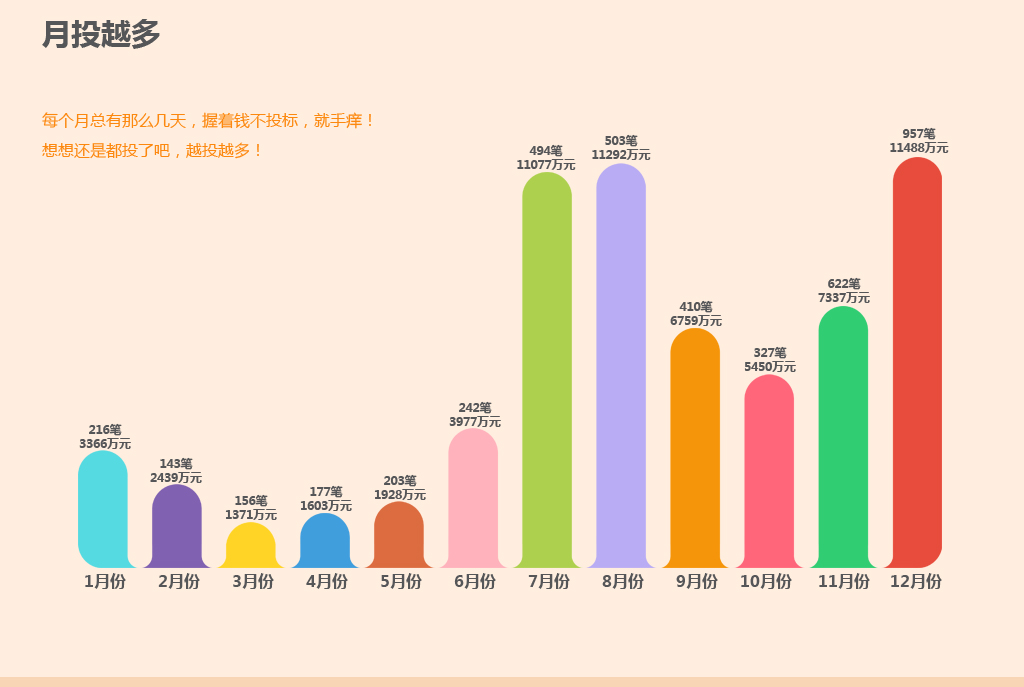 月投越多
每个月总有那么几天，握着钱不投标，就手痒！
想想还是都投了吧，越投越多！
216笔
3366万元
143笔
2439万元
156笔
1371万元
177笔
1603万元
203笔
1928万元
242笔
3977万元
494笔
11077万元
503笔
11292万元
410笔
6759万元
327笔
5450万元
622笔
7337万元
957笔
11488万元
1月份
2月份
3月份
4月份
5月份
6月份
7月份
8月份
9月份
10月份
11月份
12月份